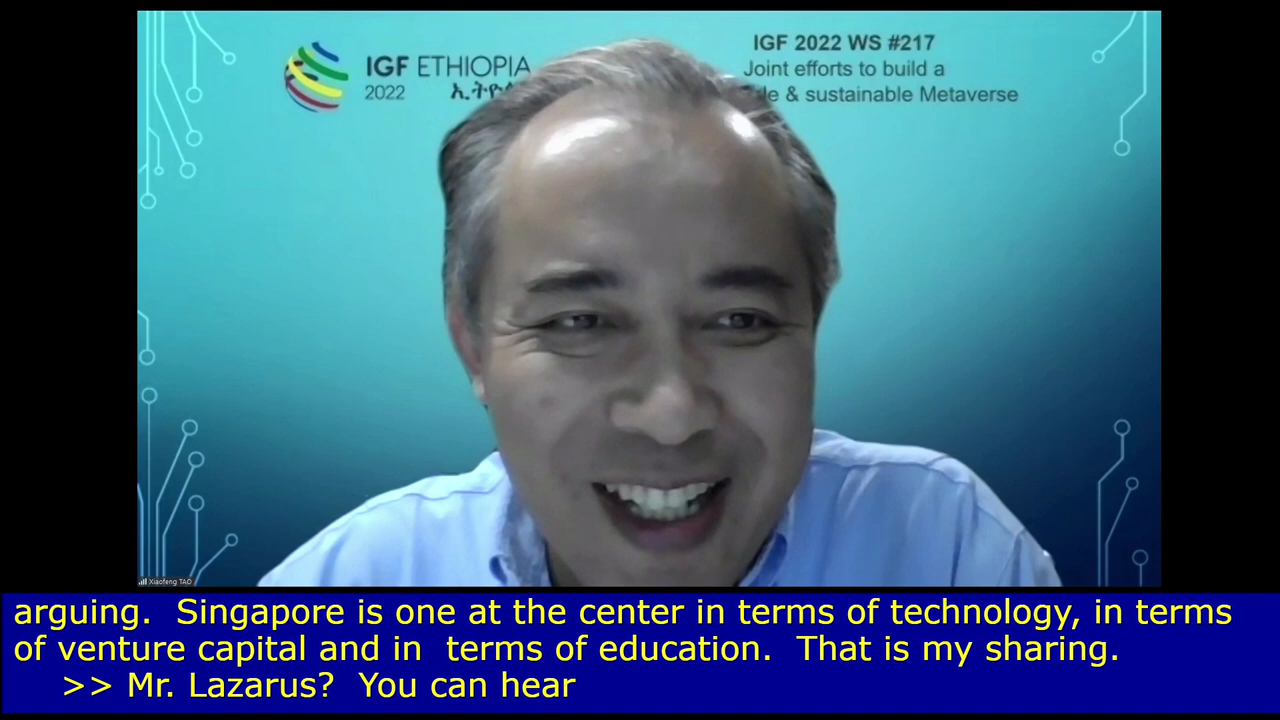 IGF ETHIOPIA
2022
IGF 2022 WS #217
Joint efforts to build a
& sustainable Metaverse
Xiaofeng TAO
arguing.  Singapore is one at the center in terms of technology, in terms
of venture capital and in  terms of education.  That is my sharing.
>> Mr. Lazarus?  You can hear